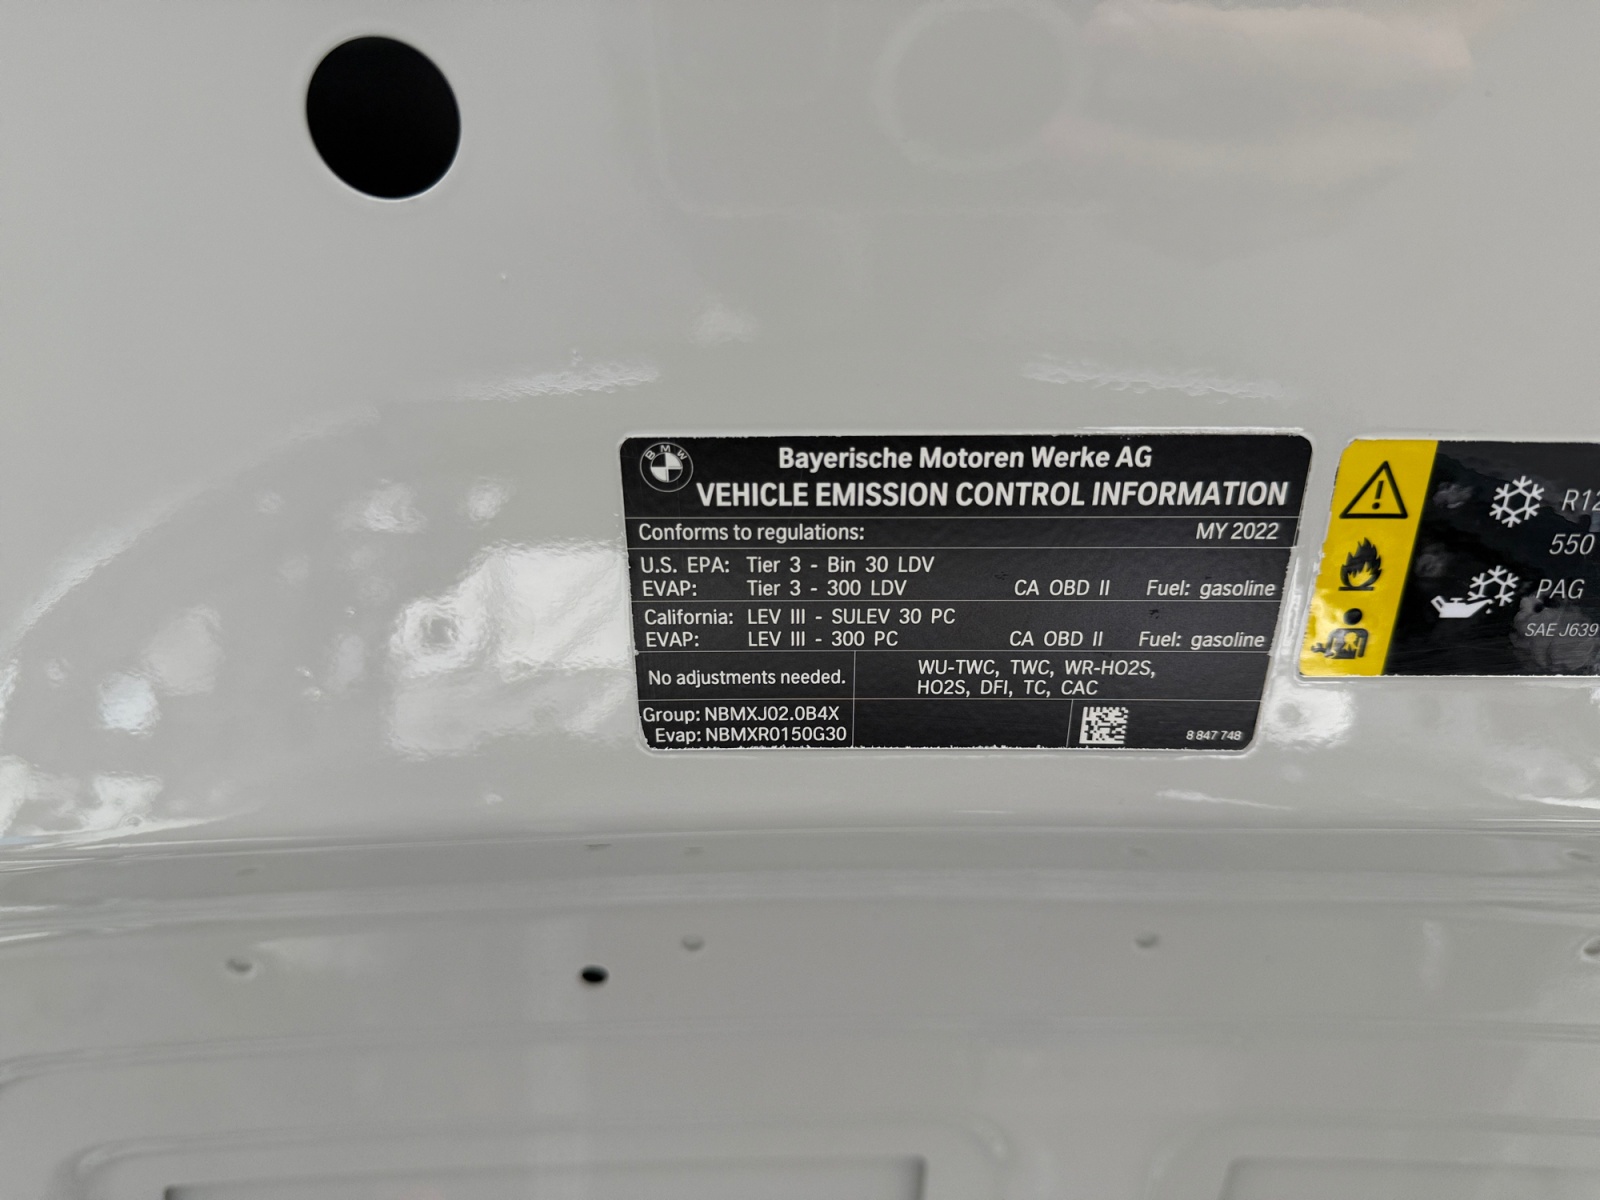 BMW
Bayerische Motoren Werke AG
VEHICLE EMISSION CONTROL INFORMATION
Conforms to regulations: MY 2022
U.S. EPA: Tier 3 - Bin 30 LDV
EVAP: Tier 3 - 300 LDV CA OBD II Fuel: gasoline
California: LEV III - SULEV 30 PC
EVAP: LEV III - 300 PC CA OBD II Fuel: gasoline
No adjustments needed.
WU-TWC, TWC, WR-HO2S,
HO2S, DFI, TC, CAC
Group: NBMXJ02.0B4X
Evap: NBMXR0150G30
8 847 748
550
PAG
SAE J639